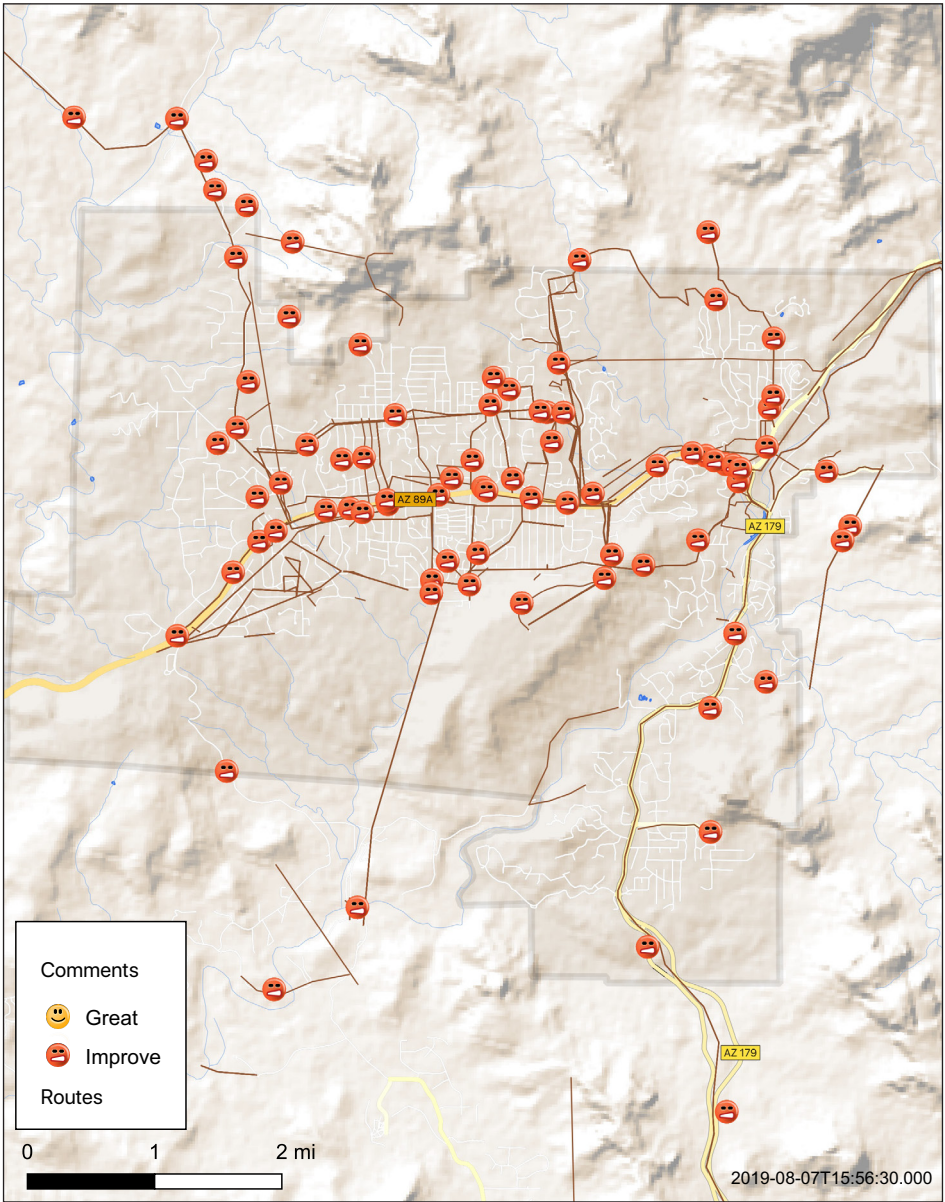 AZ 89A
AZ 179
Comments
Great
Improve
Routes
AZ 179
0 1 2 mi
2019-08-07T15:56:30.000